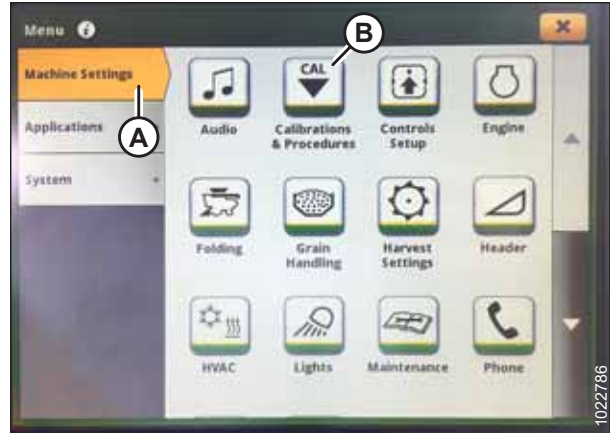 Menu i
B
Machine Settings
Applications
A
System
CAL
Audio
Calibrations
& Procedures
Controls
Setup
Engine
Folding
Grain
Handling
Harvest
Settings
Header
HVAC
Lights
Maintenance
Phone
1022786